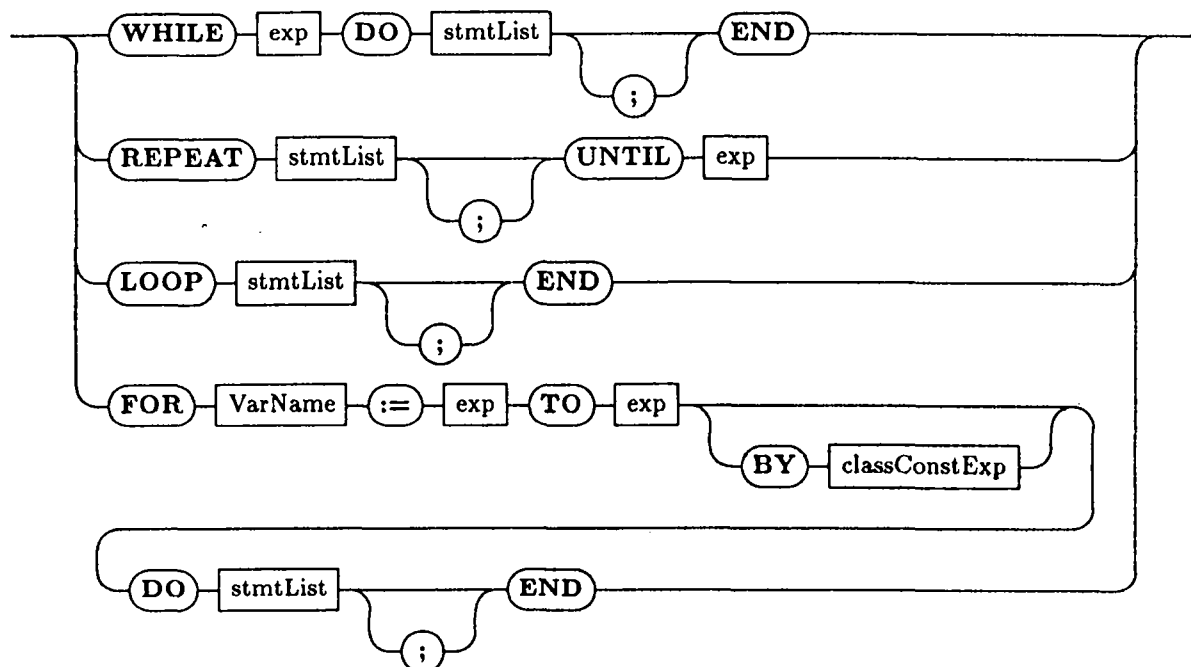 WHILE exp DO stmtList ; END
REPEAT stmtList ; UNTIL exp
LOOP stmtList ; END
FOR VarName := exp TO exp
BY classConstExp
DO stmtList ; END